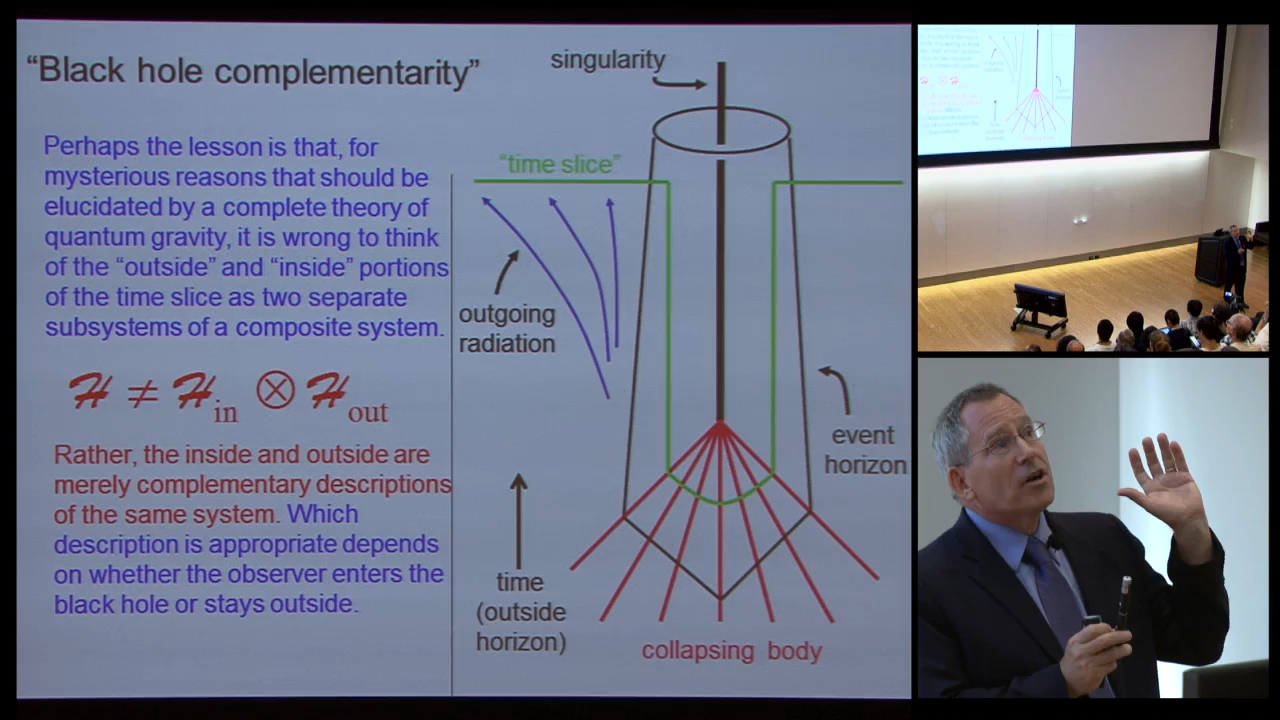 “Black hole complementarity”
Perhaps the lesson is that, for
mysterious reasons that should be
elucidated by a complete theory of
quantum gravity, it is wrong to think
of the “outside” and “inside” portions
of the time slice as two separate
subsystems of a composite system.
ℋ ≠ ℋin ⊗ ℋout
Rather, the inside and outside are
merely complementary descriptions
of the same system. Which
description is appropriate depends
on whether the observer enters the
black hole or stays outside.
singularity
“time slice”
outgoing
radiation
event
horizon
time
(outside
horizon)
collapsing body